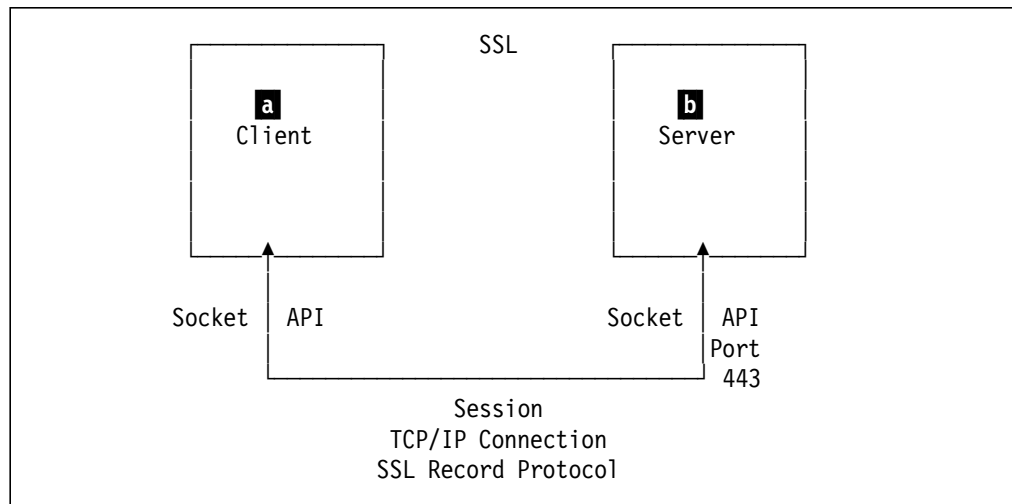 SSL
a
Client
b
Server
Socket API
Socket API
Port
443
Session
TCP/IP Connection
SSL Record Protocol